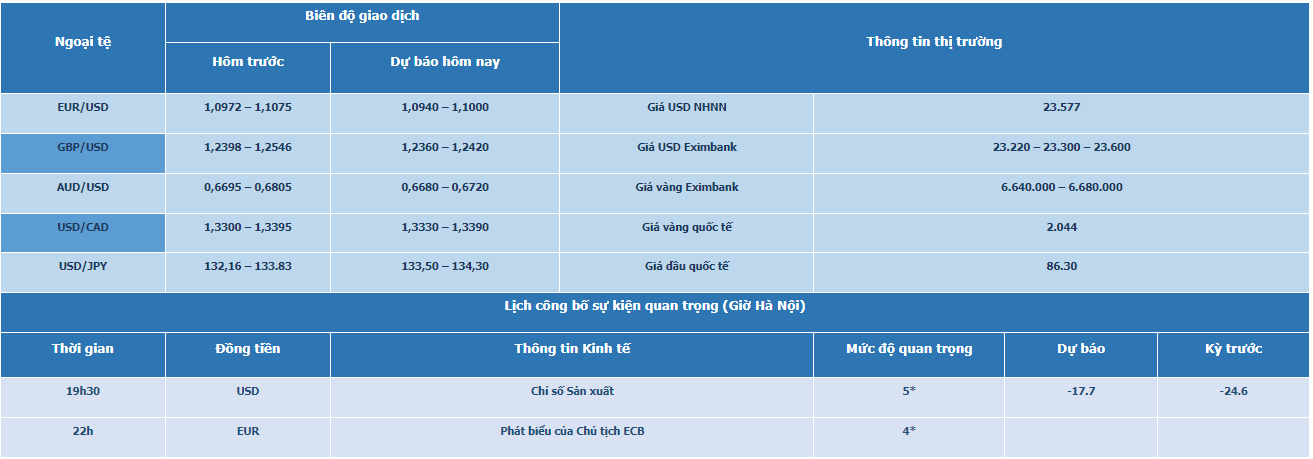 Ngoại tệ
Biên độ giao dịch
Thông tin thị trường
Hôm trước
Dự báo hôm nay
EUR/USD 1,0972 – 1,1075 1,0940 – 1,1000 Giá USD NHNN 23.577
GBP/USD 1,2398 – 1,2546 1,2360 – 1,2420 Giá USD Eximbank 23.220 – 23.300 – 23.600
AUD/USD 0,6695 – 0,6805 0,6680 – 0,6720 Giá vàng Eximbank 6.640.000 – 6.680.000
USD/CAD 1,3300 – 1,3395 1,3330 – 1,3390 Giá vàng quốc tế 2.044
USD/JPY 132,16 – 133.83 133,50 – 134,30 Giá dầu quốc tế 86.30
Lịch công bố sự kiện quan trọng (Giờ Hà Nội)
Thời gian Đồng tiền Thông tin Kinh tế Mức độ quan trọng Dự báo Kỳ trước
19h30 USD Chỉ số Sản xuất 5* -17.7 -24.6
22h EUR Phát biểu của Chủ tịch ECB 4*